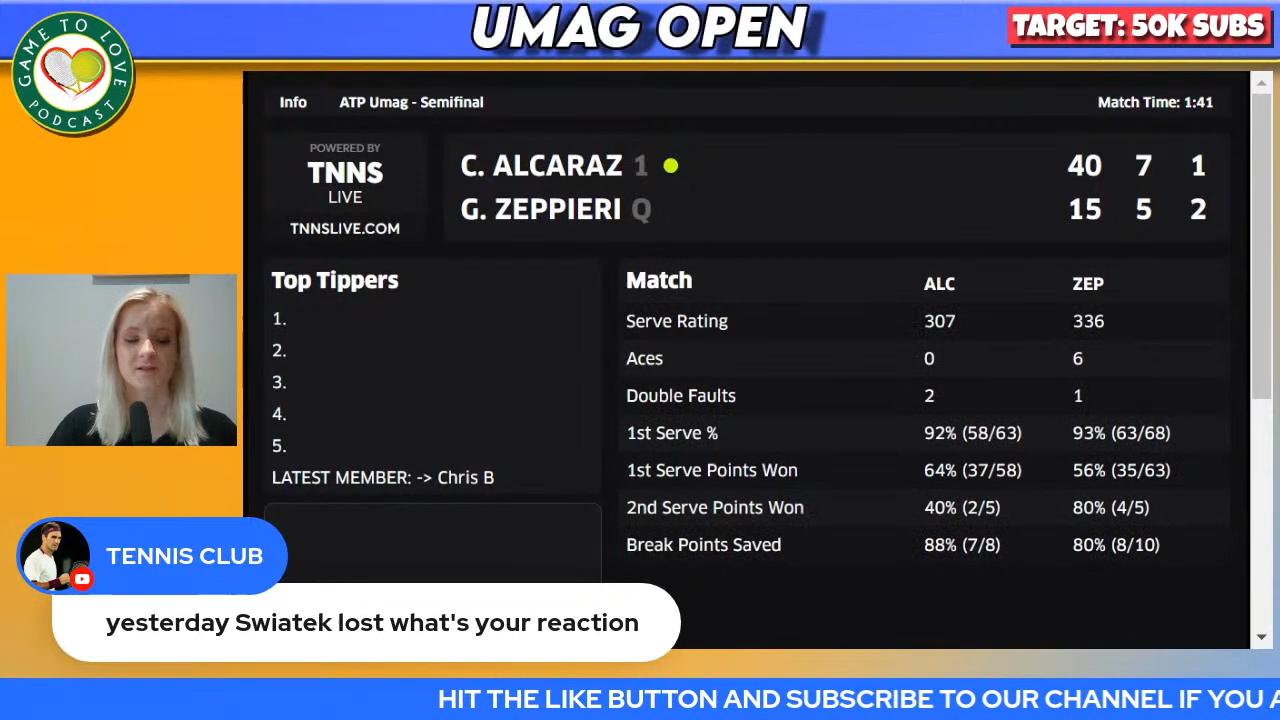 UMAG OPEN
TARGET: 50K SUBS
GAME TO LOVE
PODCAST
Info ATP Umag - Semifinal Match Time: 1:41
POWERED BY
TNNS
LIVE
TNNSLIVE.COM
C. ALCARAZ 1 40 7 1
G. ZEPPIERI Q 15 5 2
Top Tippers
1.
2.
3.
4.
5.
LATEST MEMBER: -> Chris B
Match ALC ZEP
Serve Rating 307 336
Aces 0 6
Double Faults 2 1
1st Serve % 92% (58/63) 93% (63/68)
1st Serve Points Won 64% (37/58) 56% (35/63)
2nd Serve Points Won 40% (2/5) 80% (4/5)
Break Points Saved 88% (7/8) 80% (8/10)
TENNIS CLUB
yesterday Swiatek lost what's your reaction
HIT THE LIKE BUTTON AND SUBSCRIBE TO OUR CHANNEL IF YOU A